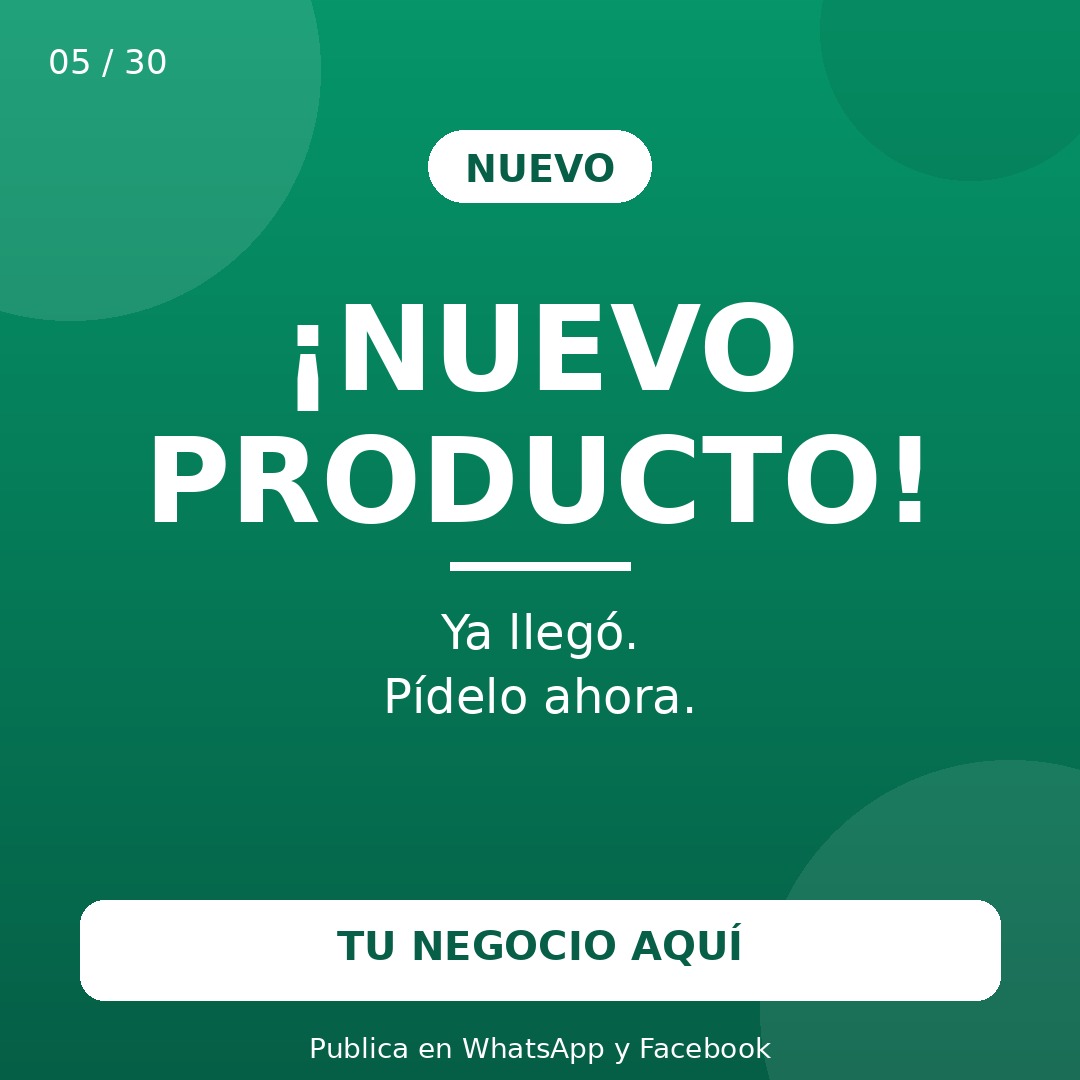 05 / 30
NUEVO
¡NUEVO
PRODUCTO!
Ya llegó.
Pídelo ahora.
TU NEGOCIO AQUÍ
Publica en WhatsApp y Facebook